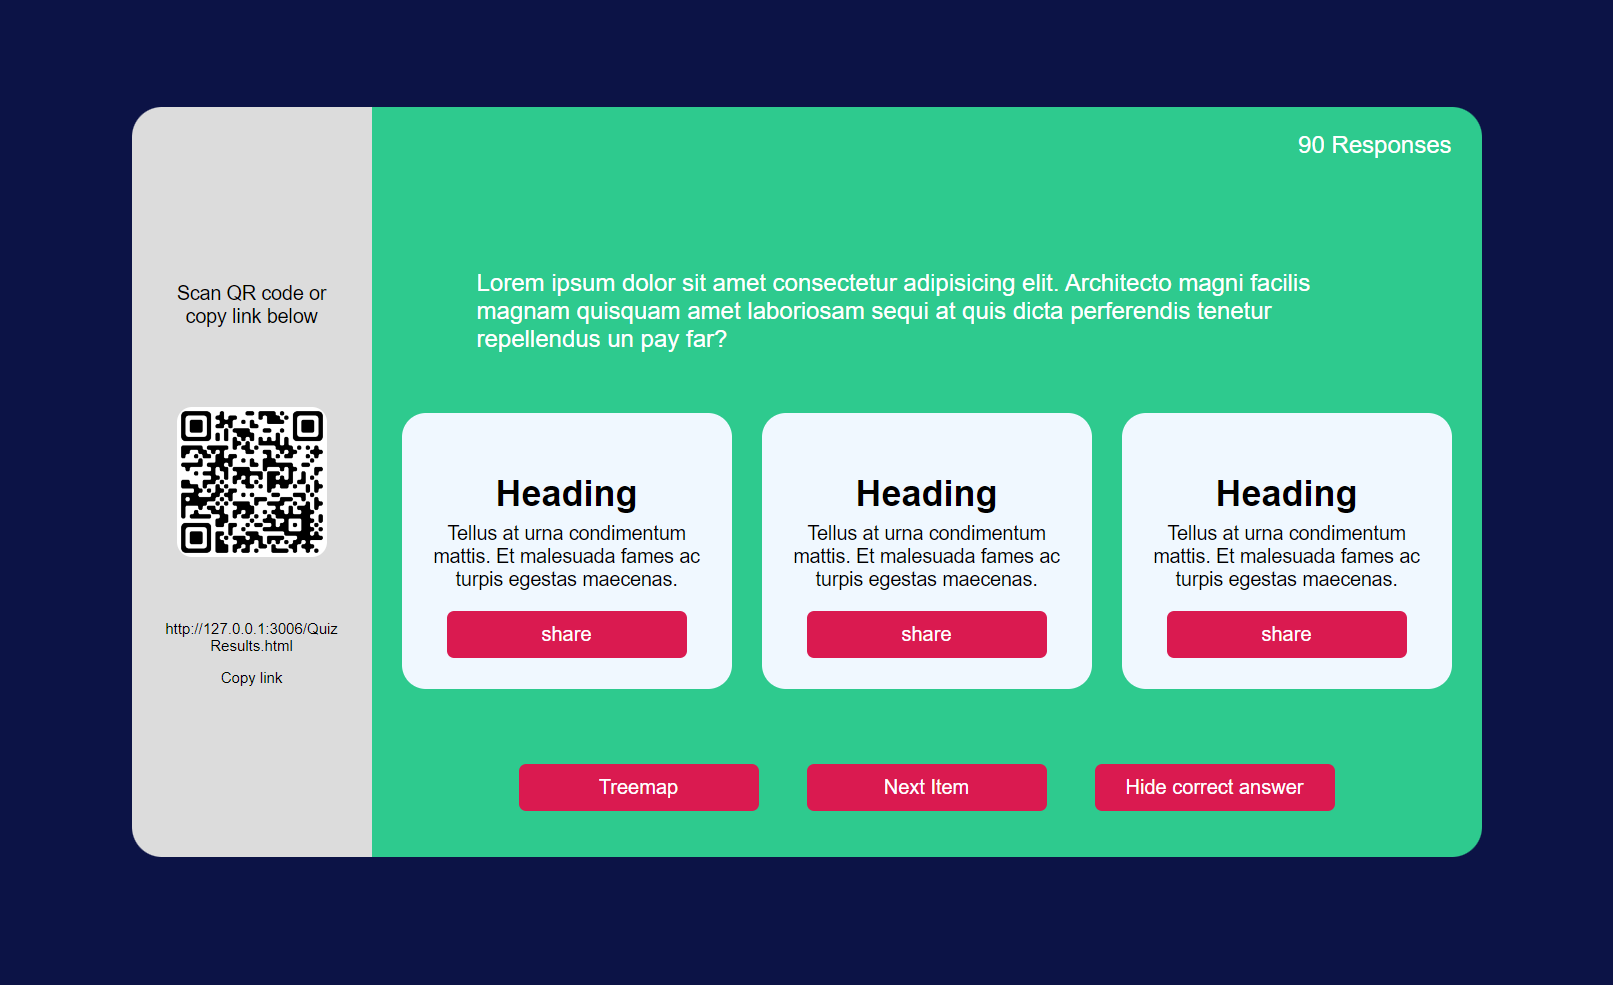 90 Responses
Scan QR code or
copy link below
http://127.0.0.1:3006/Quiz
Results.html
Copy link
Lorem ipsum dolor sit amet consectetur adipisicing elit. Architecto magni facilis
magnam quisquam amet laboriosam sequi at quis dicta perferendis tenetur
repellendus un pay far?
Heading
Tellus at urna condimentum
mattis. Et malesuada fames ac
turpis egestas maecenas.
share
Heading
Tellus at urna condimentum
mattis. Et malesuada fames ac
turpis egestas maecenas.
share
Heading
Tellus at urna condimentum
mattis. Et malesuada fames ac
turpis egestas maecenas.
share
Treemap
Next Item
Hide correct answer